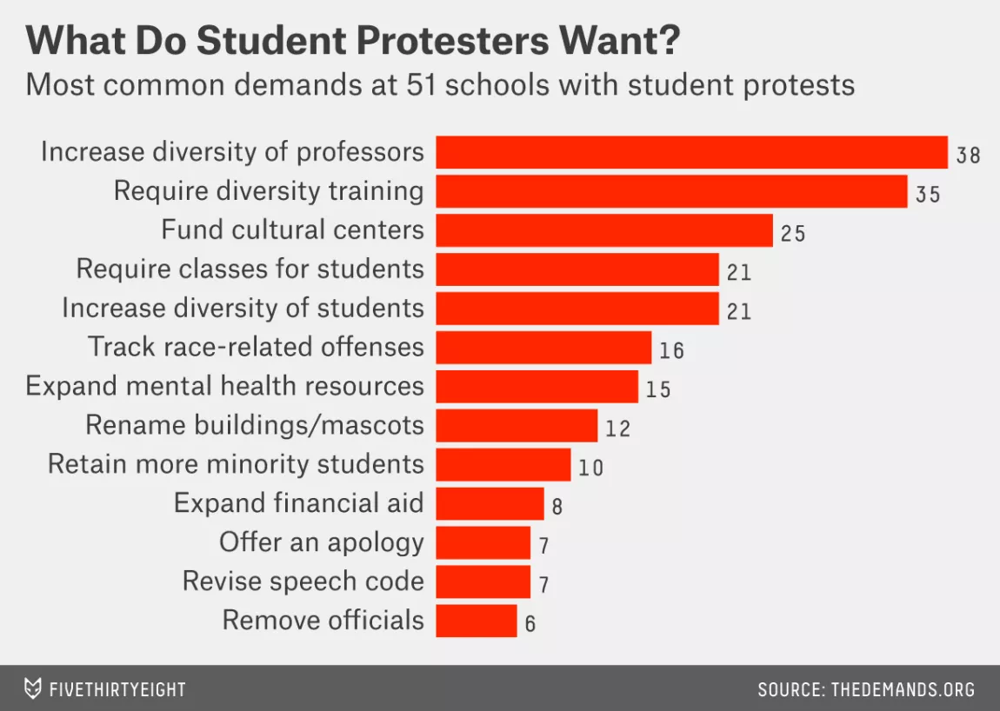 What Do Student Protesters Want?
Most common demands at 51 schools with student protests
Increase diversity of professors 38
Require diversity training 35
Fund cultural centers 25
Require classes for students 21
Increase diversity of students 21
Track race-related offenses 16
Expand mental health resources 15
Rename buildings/mascots 12
Retain more minority students 10
Expand financial aid 8
Offer an apology 7
Revise speech code 7
Remove officials 6
FIVETHIRTYEIGHT SOURCE: THEDEMANDS.ORG